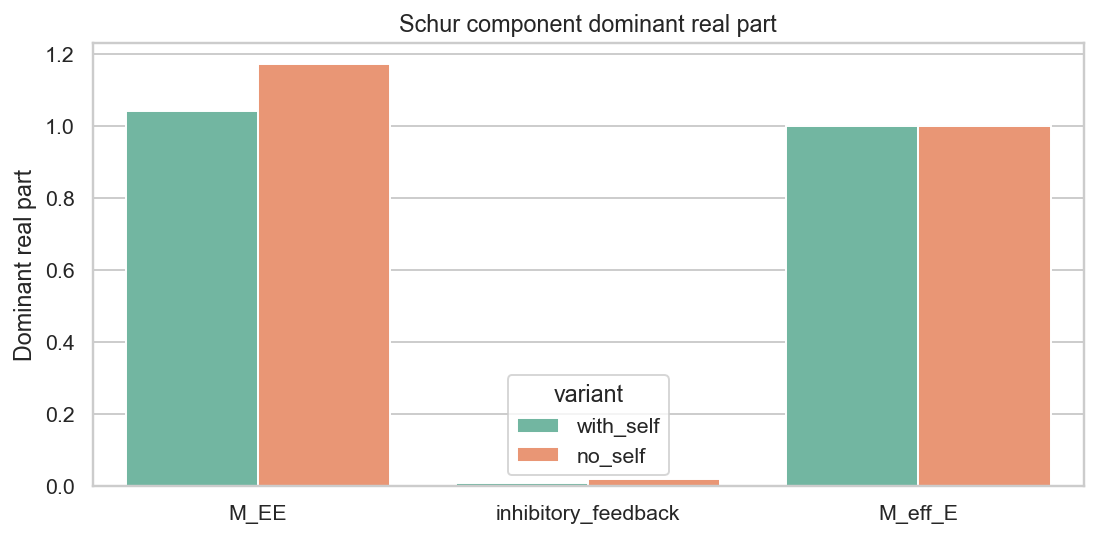 Schur component dominant real part
Dominant real part
1.2
1.0
0.8
0.6
0.4
0.2
0.0
variant
with_self
no_self
M_EE
inhibitory_feedback
M_eff_E